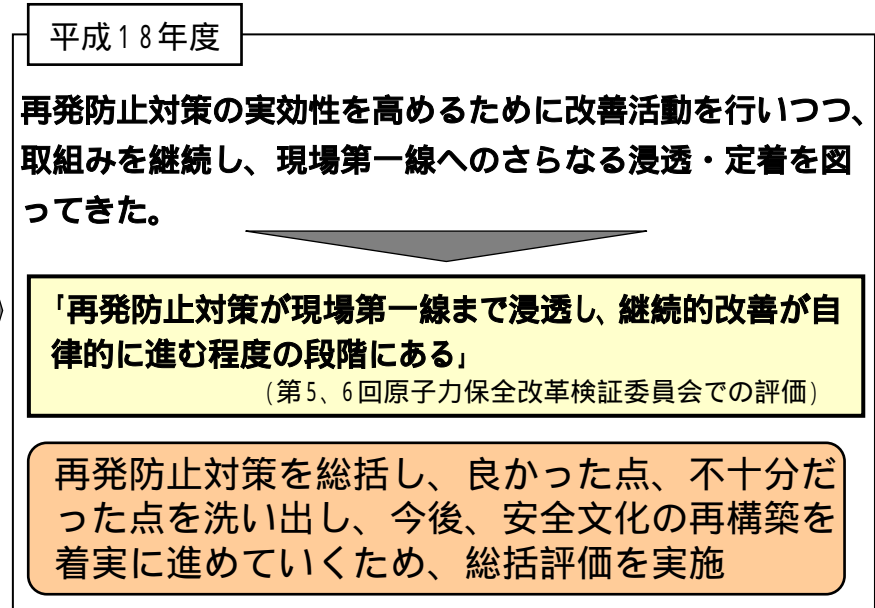 平成18年度
再発防止対策の実効性を高めるために改善活動を行いつつ、
取組みを継続し、現場第一線へのさらなる浸透・定着を図
ってきた。
「再発防止対策が現場第一線まで浸透し、継続的改善が自
律的に進む程度の段階にある」
(第5、6回原子力保全改革検証委員会での評価)
再発防止対策を総括し、良かった点、不十分だ
った点を洗い出し、今後、安全文化の再構築を
着実に進めていくため、総括評価を実施